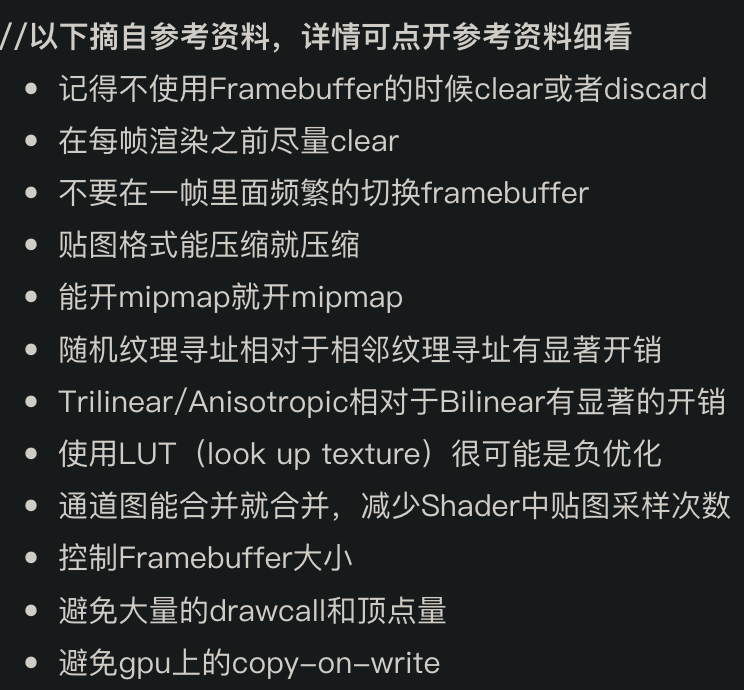 //以下摘自参考资料，详情可点开参考资料细看
• 记得不使用Framebuffer的时候clear或者discard
• 在每帧渲染之前尽量clear
• 不要在一帧里面频繁的切换framebuffer
• 贴图格式能压缩就压缩
• 能开mipmap就开mipmap
• 随机纹理寻址相对于相邻纹理寻址有显著开销
• Trilinear/Anisotropic相对于Bilinear有显著的开销
• 使用LUT（look up texture）很可能是负优化
• 通道图能合并就合并，减少Shader中贴图采样次数
• 控制Framebuffer大小
• 避免大量的drawcall和顶点量
• 避免gpu上的copy-on-write